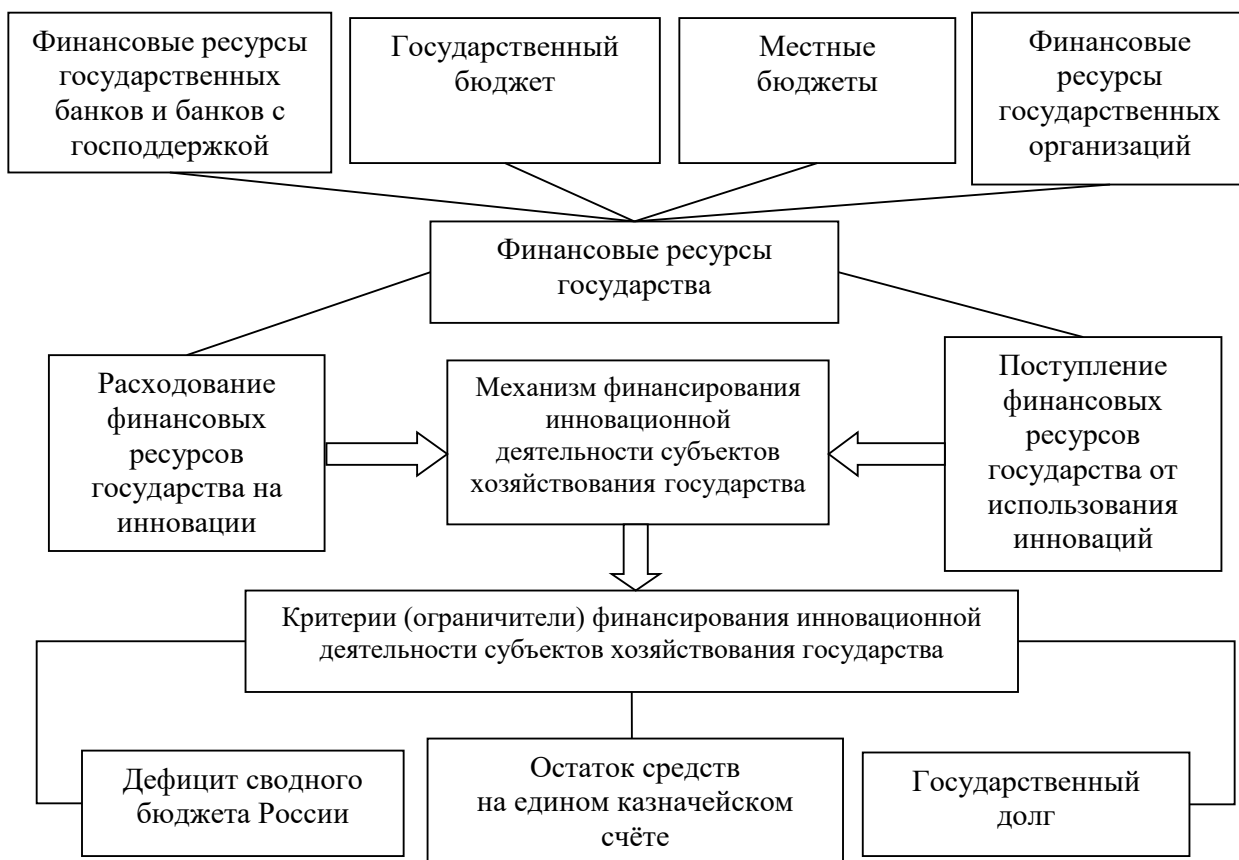 Финансовые ресурсы
государственных
банков и банков с
господдержкой
Государственный
бюджет
Местные
бюджеты
Финансовые
ресурсы
государственных
организаций
Финансовые ресурсы
государства
Расходование
финансовых
ресурсов
государства на
инновации
Механизм финансирования
инновационной
деятельности субъектов
хозяйствования государства
Поступление
финансовых
ресурсов
государства от
использования
инноваций
Критерии (ограничители) финансирования инновационной
деятельности субъектов хозяйствования государства
Дефицит сводного
бюджета России
Остаток средств
на едином казначейском
счёте
Государственный
долг